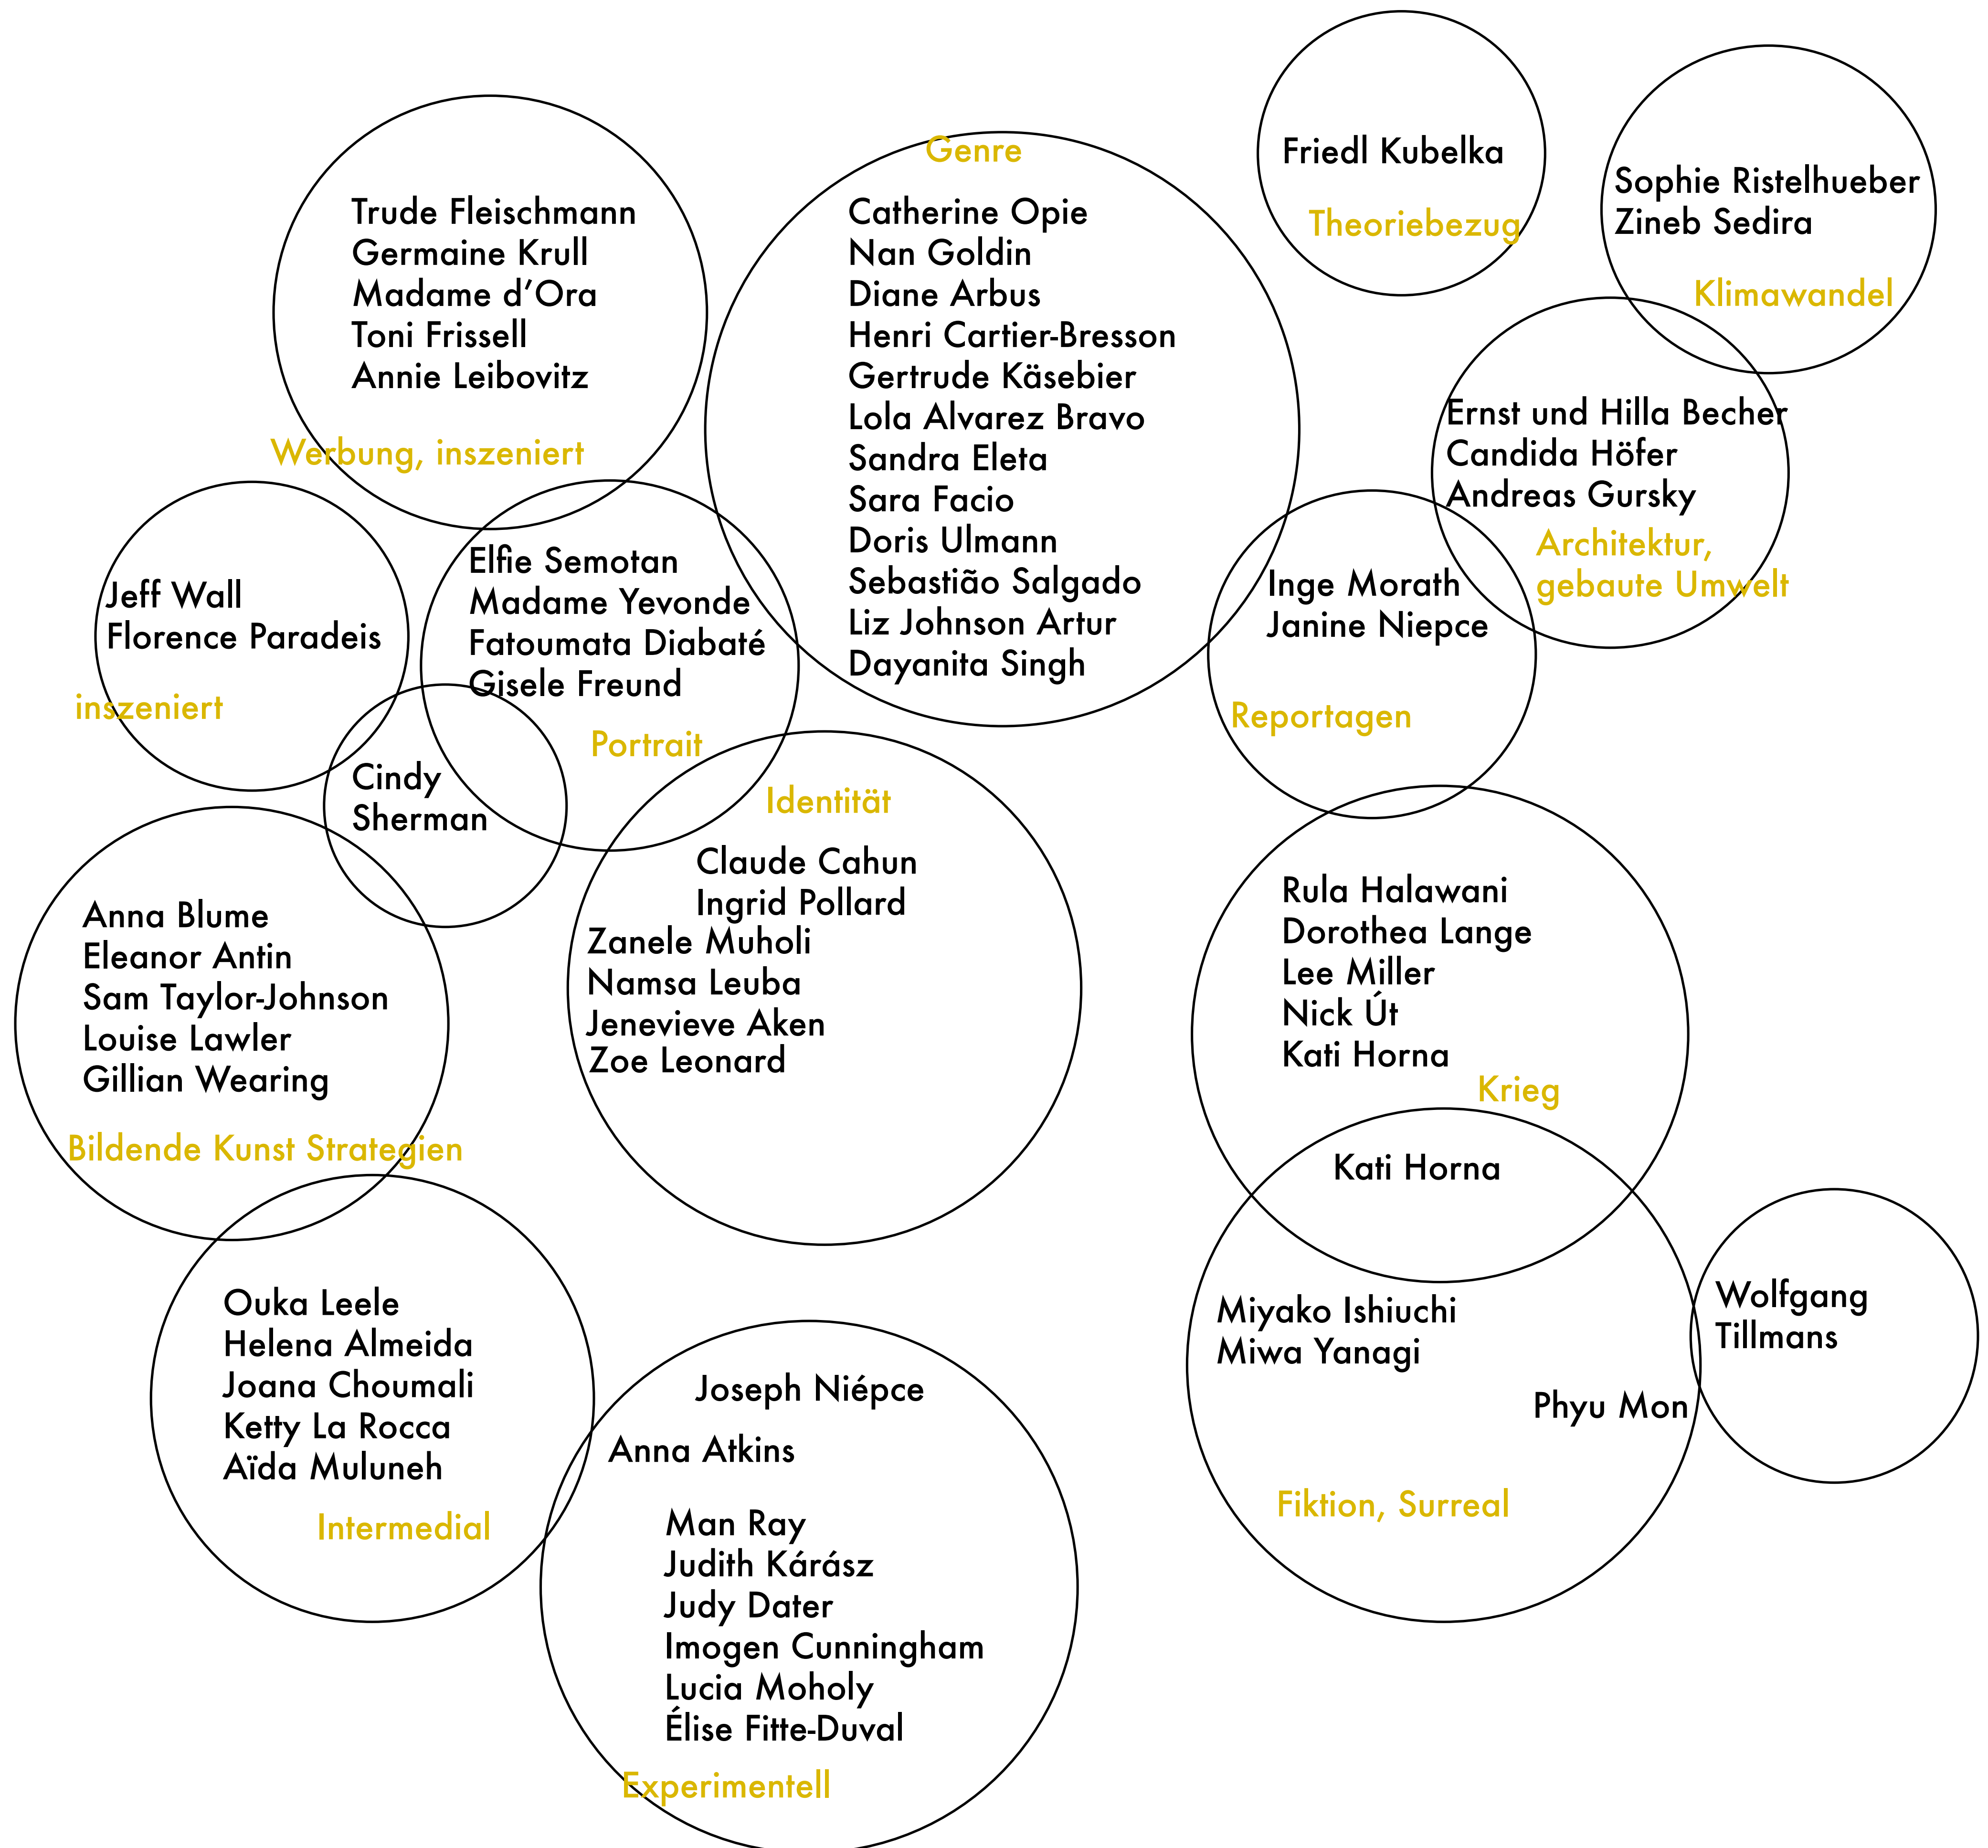 Trude Fleischmann
Germaine Krull
Madame d’Ora
Toni Frissell
Annie Leibovitz
Werbung, inszeniert
Genre
Catherine Opie
Nan Goldin
Diane Arbus
Henri Cartier-Bresson
Gertrude Käsebier
Lola Alvarez Bravo
Sandra Eleta
Sara Facio
Doris Ulmann
Sebastião Salgado
Liz Johnson Artur
Dayanita Singh
Friedl Kubelka
Theoriebezug
Sophie Ristelhueber
Zineb Sedira
Klimawandel
Ernst und Hilla Becher
Candida Höfer
Andreas Gursky
Architektur,
gebaute Umwelt
Inge Morath
Janine Niepce
Reportagen
Jeff Wall
Florence Paradeis
inszeniert
Elfie Semotan
Madame Yevonde
Fatoumata Diabaté
Gisele Freund
Portrait
Cindy
Sherman
Identität
Claude Cahun
Ingrid Pollard
Zanele Muholi
Namsa Leuba
Jenevieve Aken
Zoe Leonard
Anna Blume
Eleanor Antin
Sam Taylor-Johnson
Louise Lawler
Gillian Wearing
Bildende Kunst Strategien
Rula Halawani
Dorothea Lange
Lee Miller
Nick Út
Kati Horna
Krieg
Kati Horna
Miyako Ishiuchi
Miwa Yanagi
Phyu Mon
Fiktion, Surreal
Wolfgang
Tillmans
Ouka Leele
Helena Almeida
Joana Choumali
Ketty La Rocca
Aïda Muluneh
Intermedial
Joseph Niépce
Anna Atkins
Man Ray
Judith Kárász
Judy Dater
Imogen Cunningham
Lucia Moholy
Élise Fitte-Duval
Experimentell